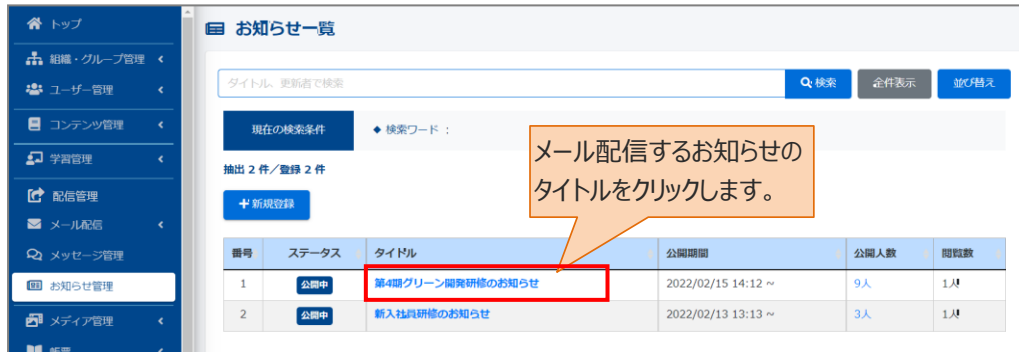 トップ
組織・グループ管理
ユーザー管理
コンテンツ管理
学習管理
配信管理
メール配信
メッセージ管理
お知らせ管理
メディア管理
お知らせ一覧
タイトル、更新者で検索
検索
全件表示
並び替え
現在の検索条件
◆ 検索ワード :
抽出 2 件/登録 2 件
+新規登録
メール配信するお知らせの
タイトルをクリックします。
番号 ステータス タイトル 公開期間 公開人数 閲覧数
1 公開中 第4期グリーン開発研修のお知らせ 2022/02/15 14:12 ~ 9人 1人
2 公開中 新入社員研修のお知らせ 2022/02/13 13:13 ~ 3人 1人